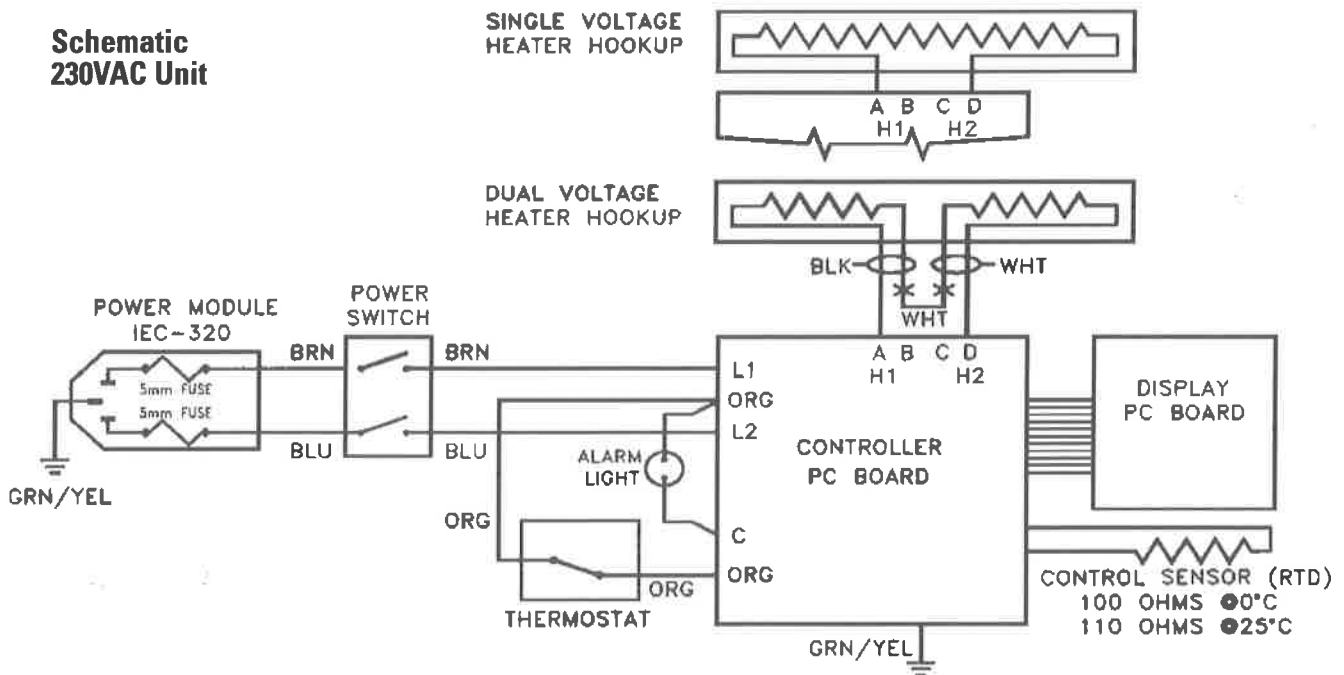 Schematic
230VAC Unit
SINGLE VOLTAGE
HEATER HOOKUP
A B C D
H1 H2
DUAL VOLTAGE
HEATER HOOKUP
BLK
WHT
WHT
POWER MODULE
IEC-320
5mm FUSE
5mm FUSE
GRN/YEL
POWER
SWITCH
BRN
BRN
BLU
BLU
A B C D
H1 H2
L1
ORG
L2
ALARM
LIGHT
CONTROLLER
PC BOARD
DISPLAY
PC BOARD
ORG
C
ORG
ORG
THERMOSTAT
CONTROL SENSOR (RTD)
100 OHMS @0°C
110 OHMS @25°C
GRN/YEL